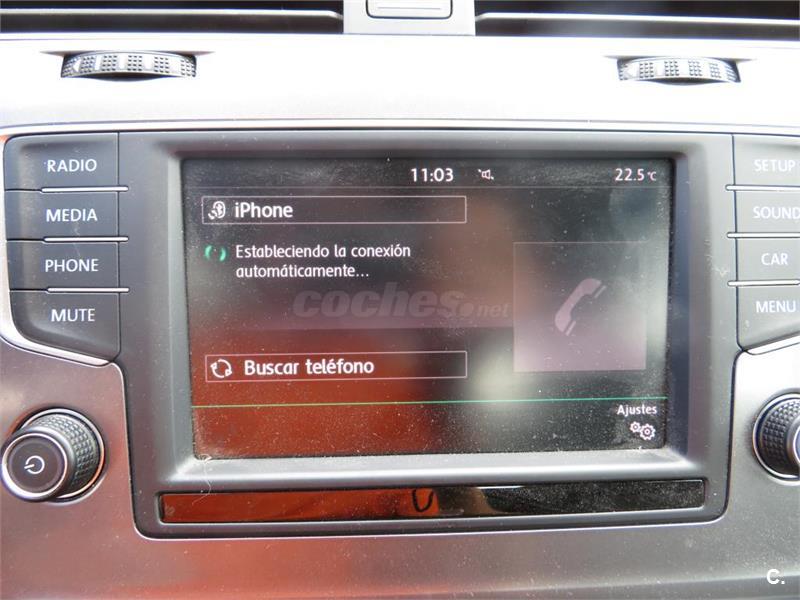 RADIO
MEDIA
PHONE
MUTE
11:03
22.5°C
iPhone
Estableciendo la conexión
automáticamente...
coches.net
Buscar teléfono
Ajustes
SETUP
SOUND
CAR
MENU
C.